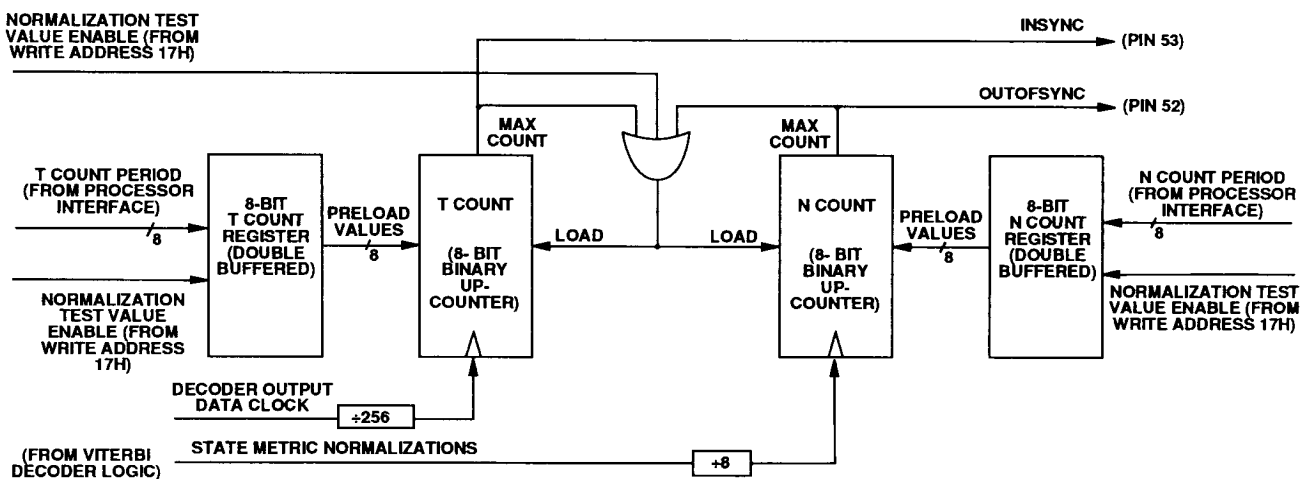 NORMALIZATION TEST
VALUE ENABLE (FROM
WRITE ADDRESS 17H)
INSYNC
(PIN 53)
OUTOFSYNC
(PIN 52)
MAX
COUNT
MAX
COUNT
T COUNT PERIOD
(FROM PROCESSOR
INTERFACE)
8
8-BIT
T COUNT
REGISTER
(DOUBLE
BUFFERED)
PRELOAD
VALUES
8
T COUNT
(8- BIT
BINARY
UP-
COUNTER)
LOAD
LOAD
N COUNT
(8- BIT
BINARY
UP-
COUNTER)
PRELOAD
VALUES
8
8-BIT
N COUNT
REGISTER
(DOUBLE
BUFFERED)
N COUNT PERIOD
(FROM PROCESSOR
INTERFACE)
8
NORMALIZATION
TEST VALUE
ENABLE (FROM
WRITE ADDRESS
17H)
NORMALIZATION TEST
VALUE ENABLE (FROM
WRITE ADDRESS 17H)
DECODER OUTPUT
DATA CLOCK
÷256
(FROM VITERBI
DECODER LOGIC)
STATE METRIC NORMALIZATIONS
÷8